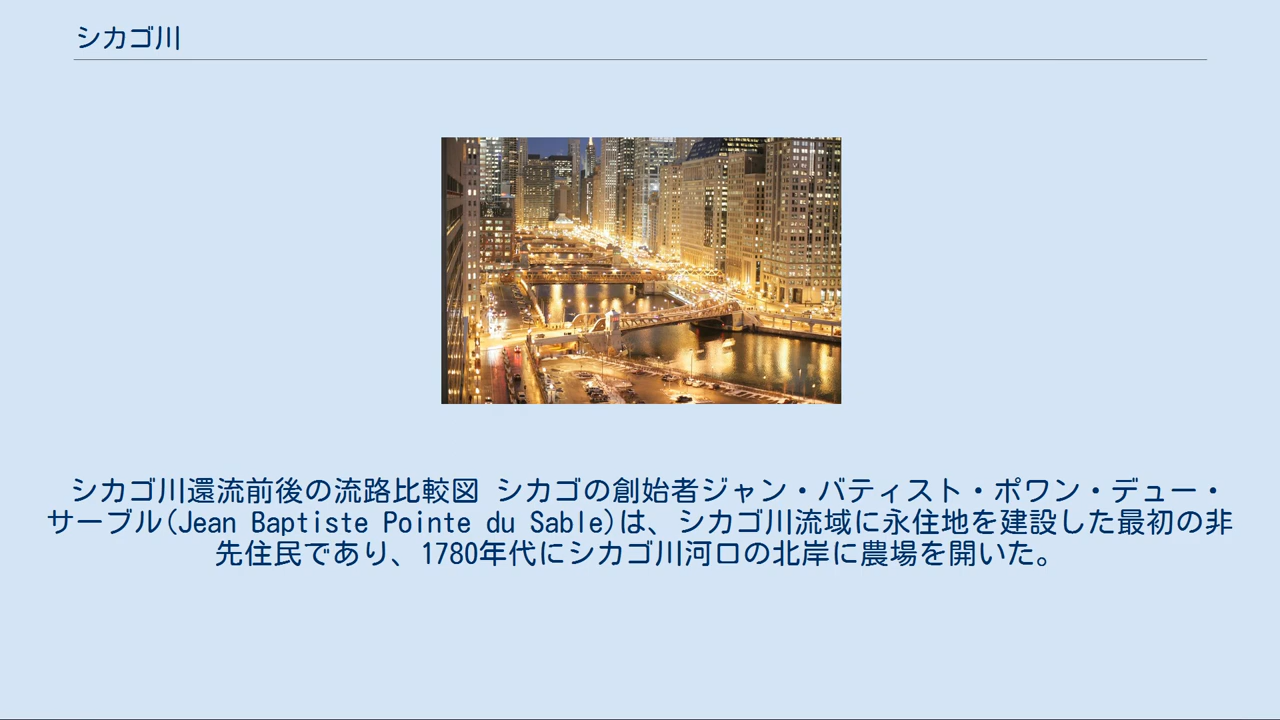 シカゴ川
シカゴ川還流前後の流路比較図 シカゴの創始者ジャン・バティスト・ポワン・デュー・
サーブル(Jean Baptiste Pointe du Sable)は、シカゴ川流域に永住地を建設した最初の非
先住民であり、1780年代にシカゴ川河口の北岸に農場を開いた。